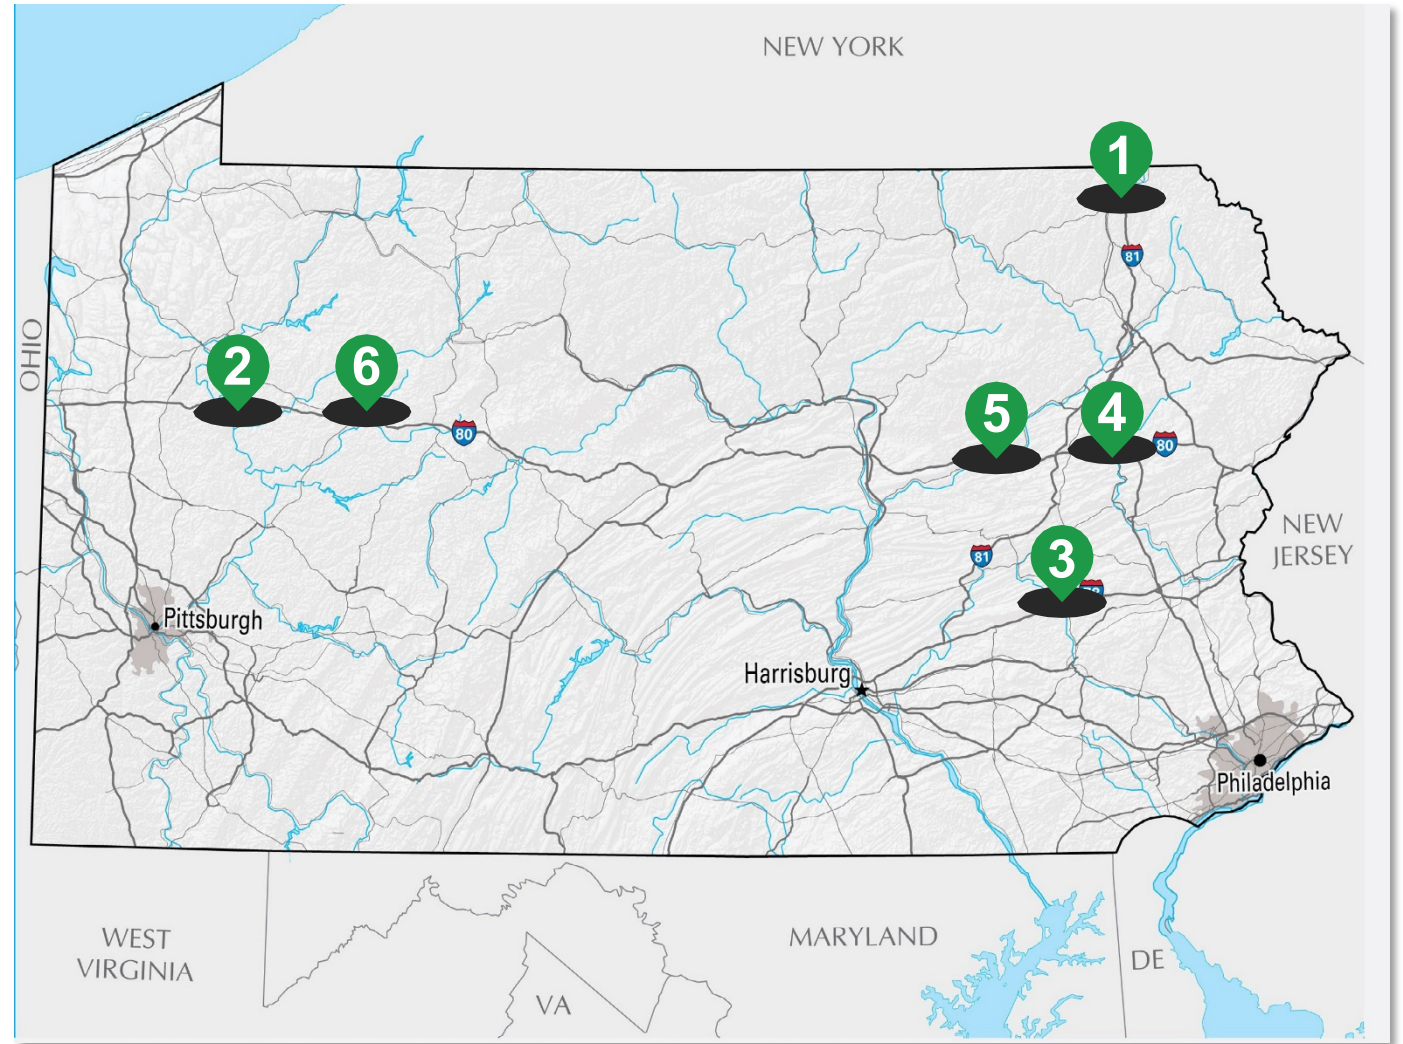 NEW YORK
1
81
OHIO
2
6
5
4
80
80
NEW
JERSEY
81
3
Pittsburgh
Harrisburg
Philadelphia
WEST
VIRGINIA
MARYLAND
DE
VA